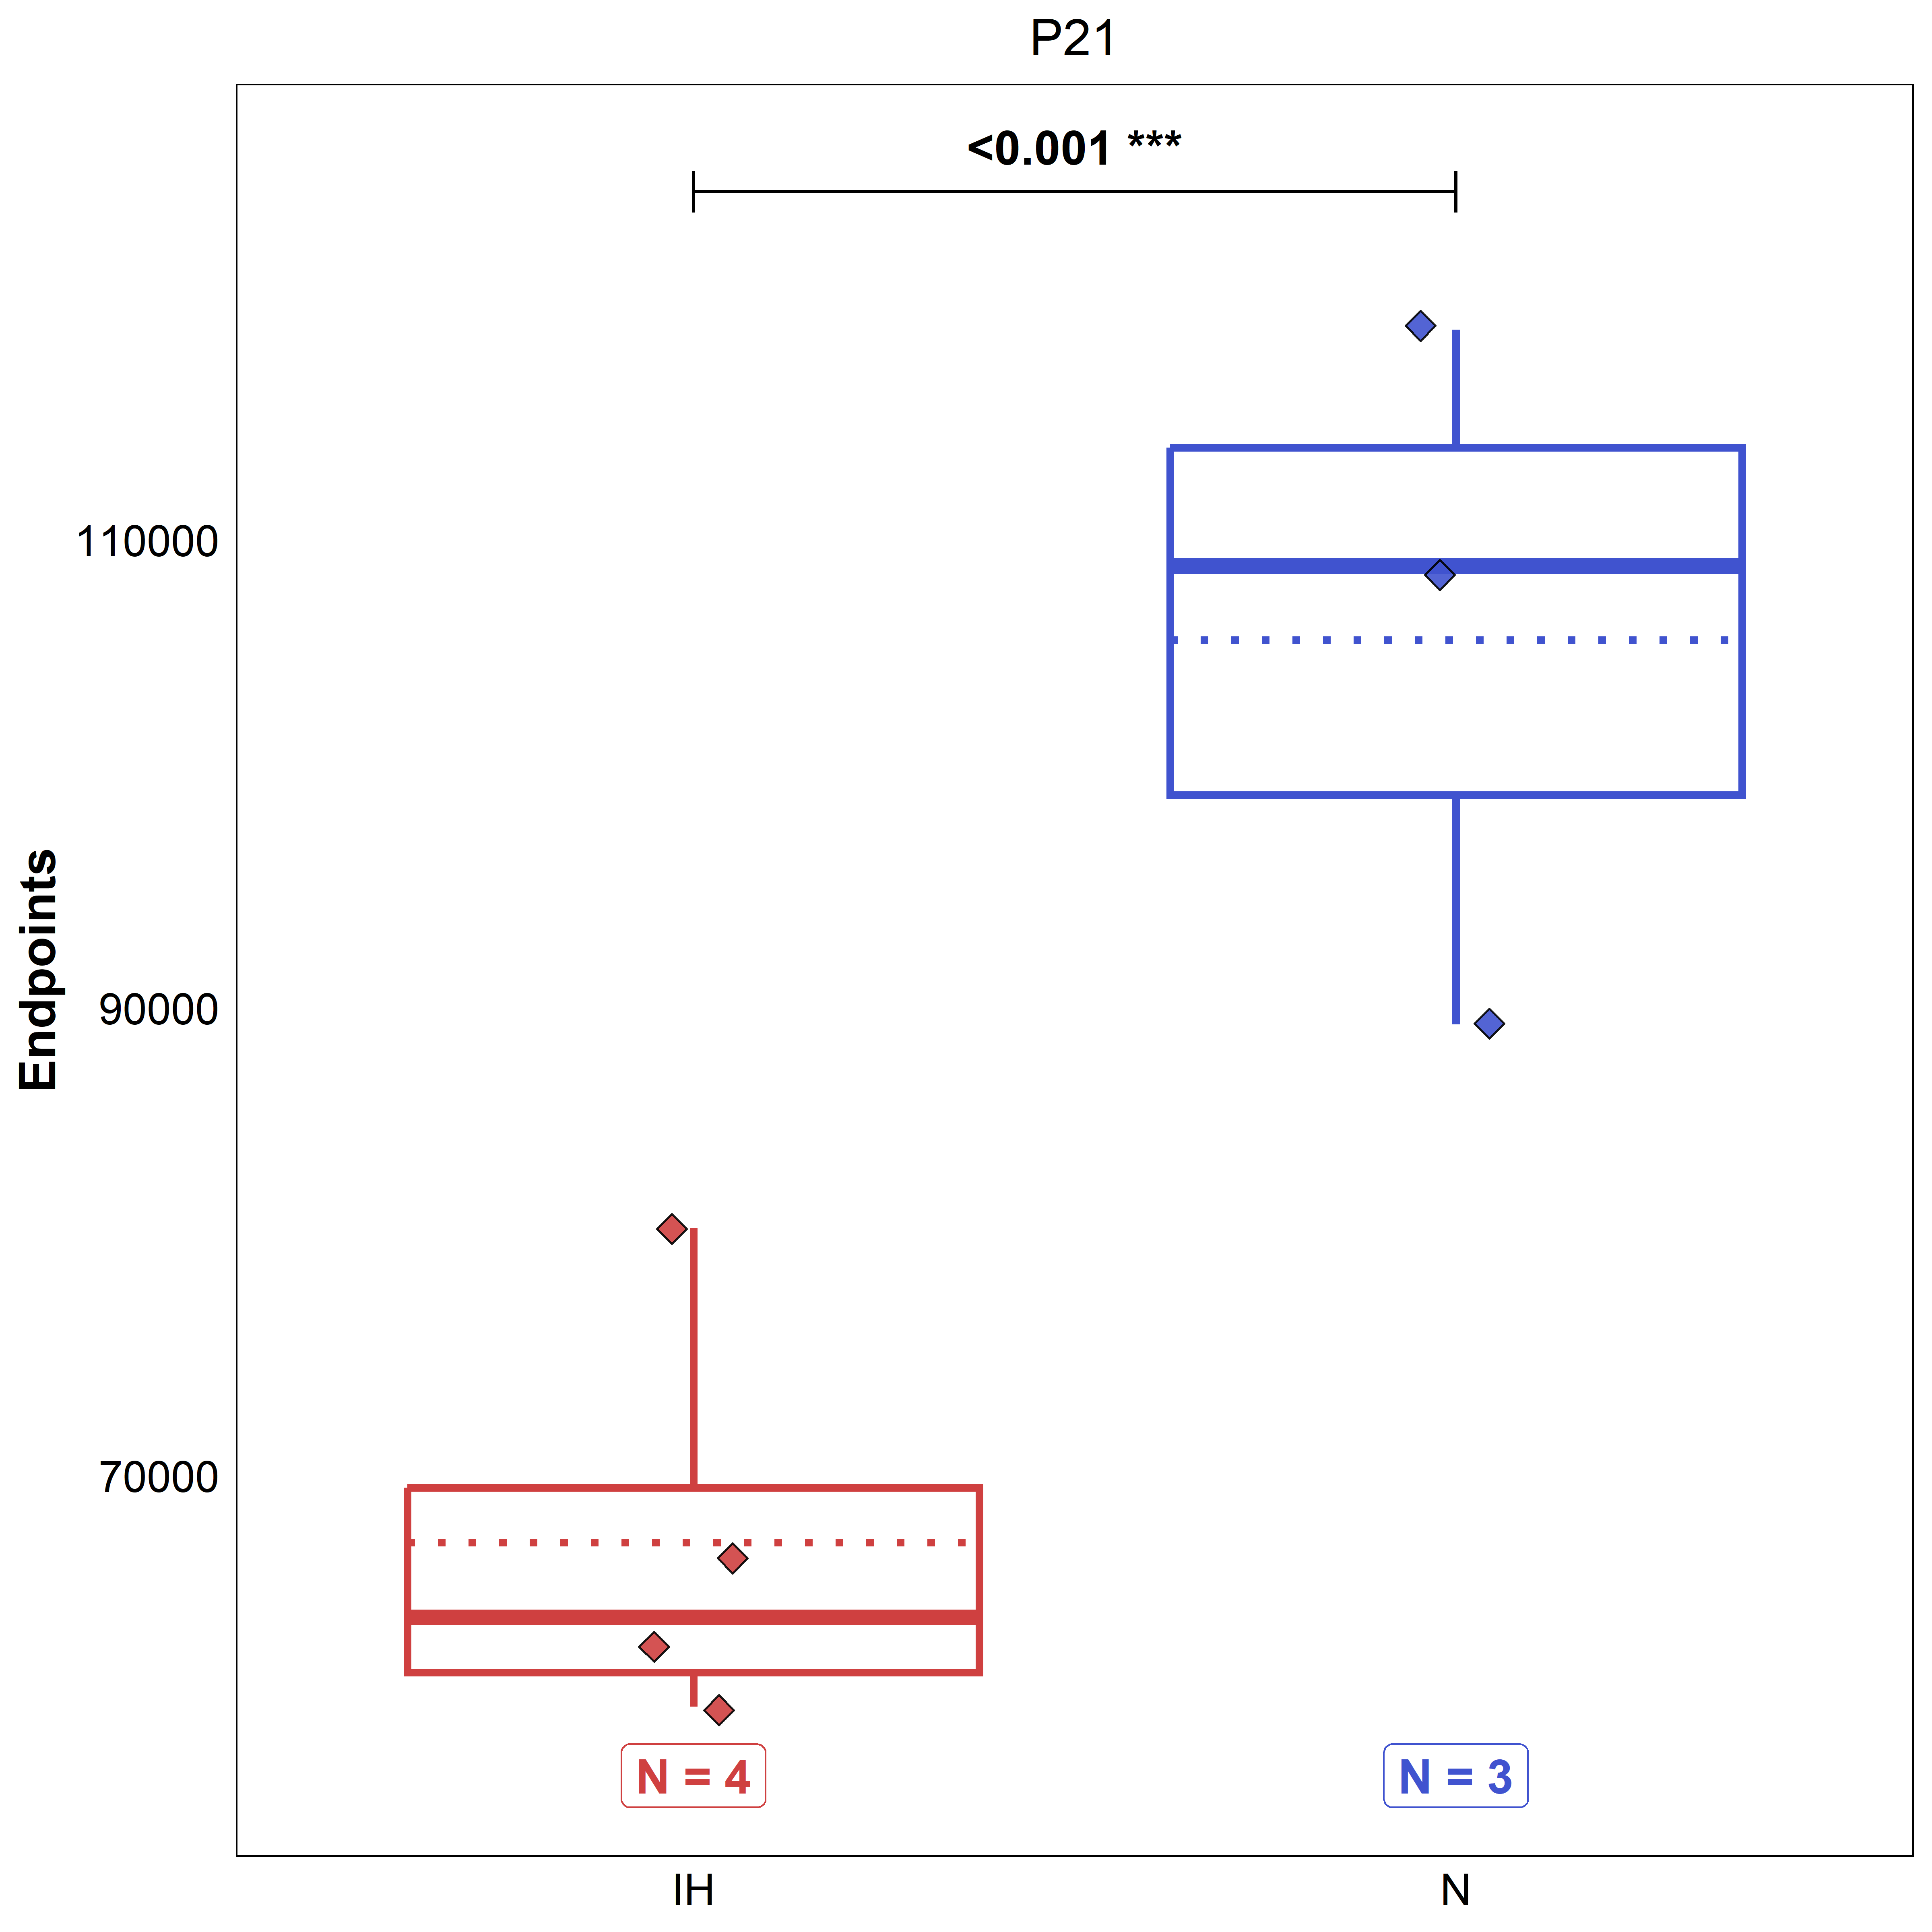 P21
<0.001 ***
110000
90000
70000
Endpoints
N = 4
N = 3
IH
N